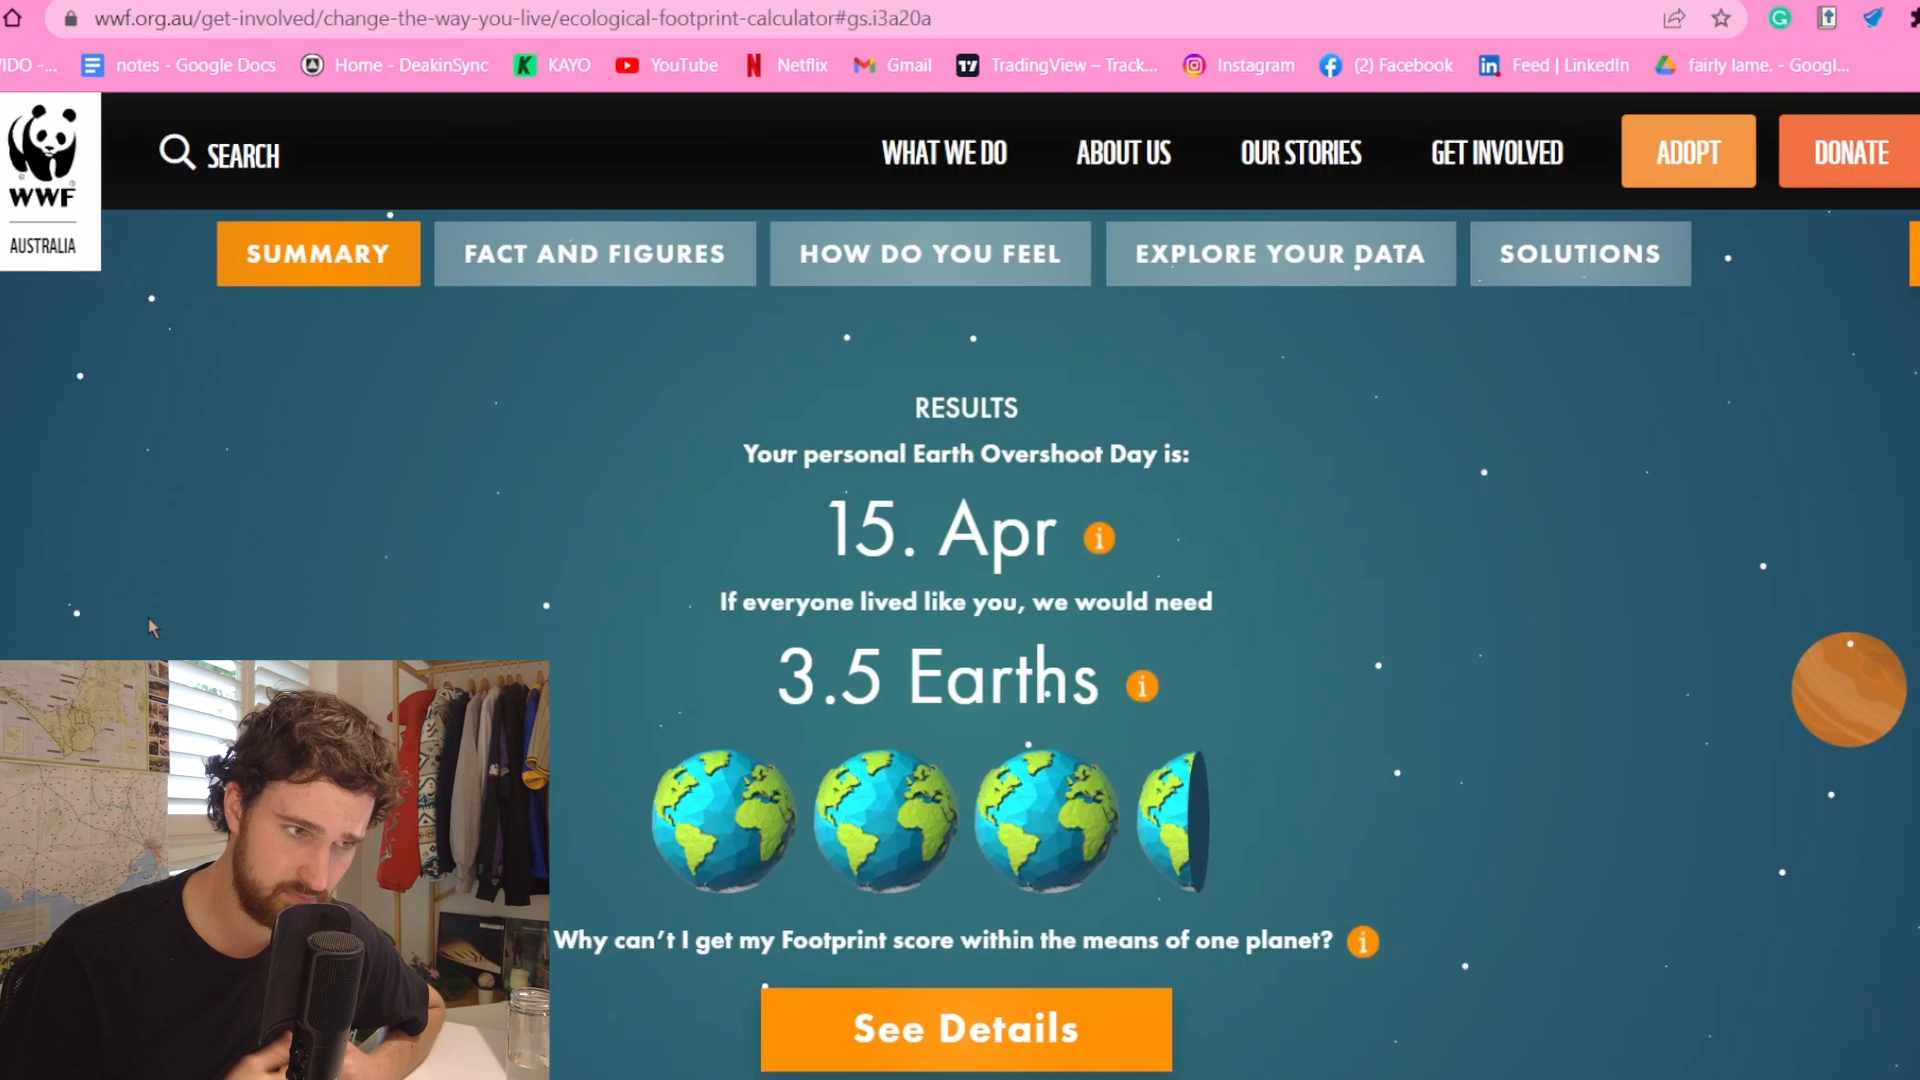 wwf.org.au/get-involved/change-the-way-you-live/ecological-footprint-calculator#gs.i3a20a
IDO -... notes - Google Docs Home - DeakinSync KAYO YouTube Netflix Gmail TradingView – Track... Instagram (2) Facebook Feed | LinkedIn fairly lame. - Googl...
WWF
AUSTRALIA
SEARCH WHAT WE DO ABOUT US OUR STORIES GET INVOLVED ADOPT DONATE
SUMMARY FACT AND FIGURES HOW DO YOU FEEL EXPLORE YOUR DATA SOLUTIONS
RESULTS
Your personal Earth Overshoot Day is:
15. Apr i
If everyone lived like you, we would need
3.5 Earths i
Why can't I get my Footprint score within the means of one planet? i
See Details